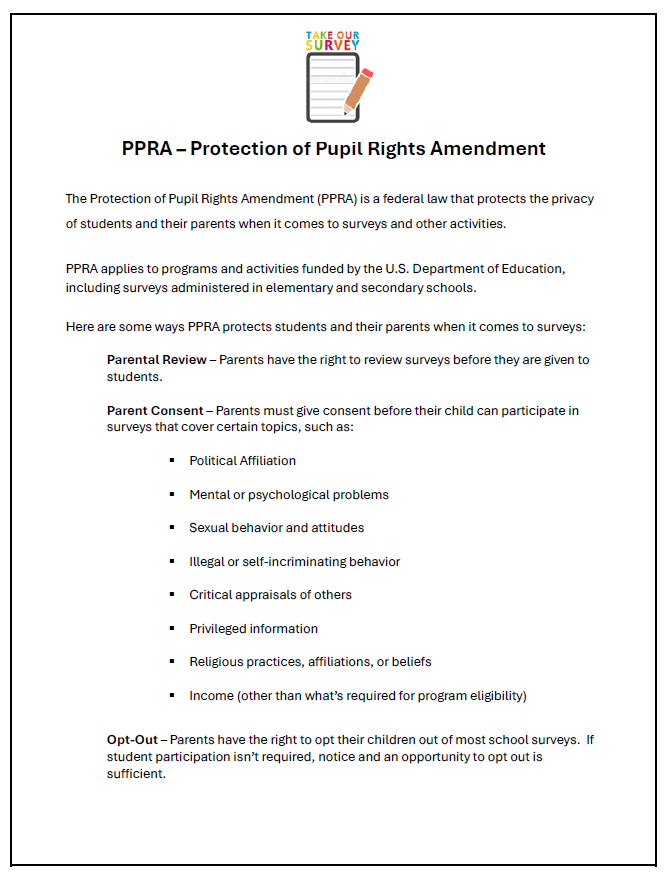 TAKE OUR
SURVEY
PPRA – Protection of Pupil Rights Amendment
The Protection of Pupil Rights Amendment (PPRA) is a federal law that protects the privacy
of students and their parents when it comes to surveys and other activities.
PPRA applies to programs and activities funded by the U.S. Department of Education,
including surveys administered in elementary and secondary schools.
Here are some ways PPRA protects students and their parents when it comes to surveys:
Parental Review – Parents have the right to review surveys before they are given to
students.
Parent Consent – Parents must give consent before their child can participate in
surveys that cover certain topics, such as:
▪ Political Affiliation
▪ Mental or psychological problems
▪ Sexual behavior and attitudes
▪ Illegal or self-incriminating behavior
▪ Critical appraisals of others
▪ Privileged information
▪ Religious practices, affiliations, or beliefs
▪ Income (other than what's required for program eligibility)
Opt-Out – Parents have the right to opt their children out of most school surveys. If
student participation isn't required, notice and an opportunity to opt out is
sufficient.